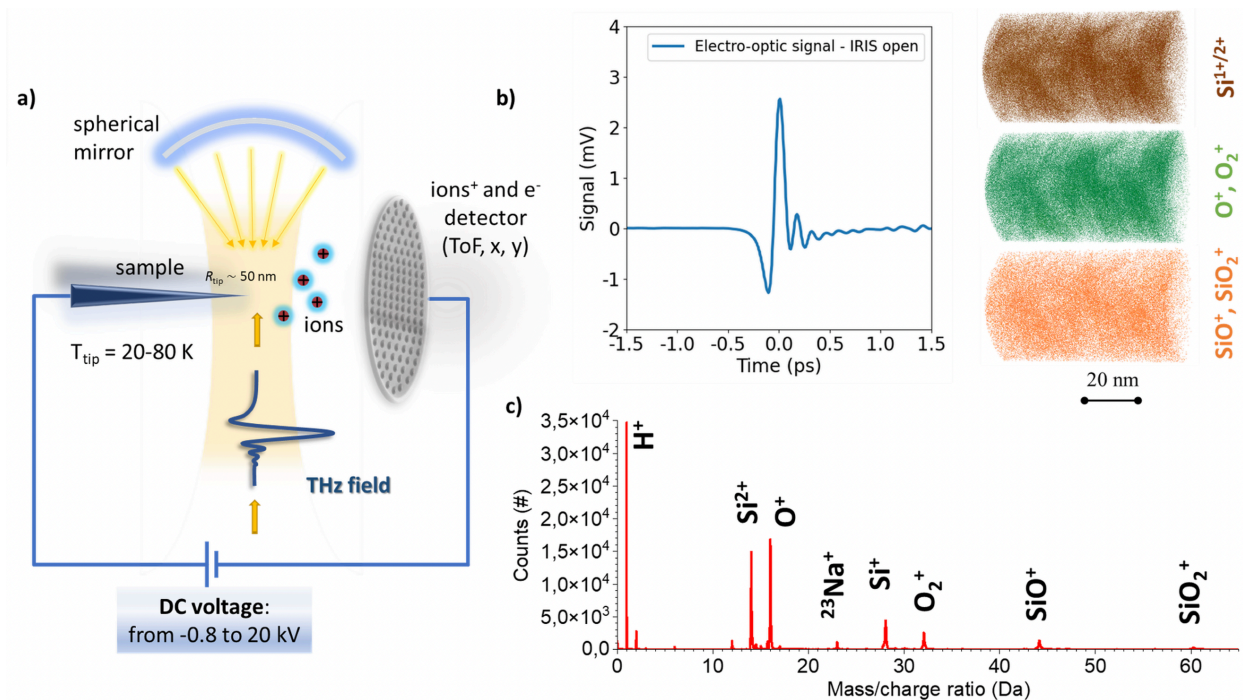 a)
spherical
mirror
sample
R_tip ~ 50 nm
ions⁺ and e⁻
detector
(ToF, x, y)
ions
T_tip = 20-80 K
THz field
DC voltage:
from -0.8 to 20 kV
b)
4
3
2
1
0
-1
-2
Signal (mV)
Electro-optic signal - IRIS open
-1.5
-1.0
-0.5
0.0
0.5
1.0
1.5
Time (ps)
Si¹⁺/²⁺
O⁺, O₂⁺
SiO⁺, SiO₂⁺
20 nm
c)
3,5×10⁴
3,0×10⁴
2,5×10⁴
2,0×10⁴
1,5×10⁴
1,0×10⁴
5,0×10³
0,0
Counts (#)
H⁺
Si²⁺
O⁺
²³Na⁺
Si⁺
O₂⁺
SiO⁺
SiO₂⁺
0
10
20
30
40
50
60
Mass/charge ratio (Da)